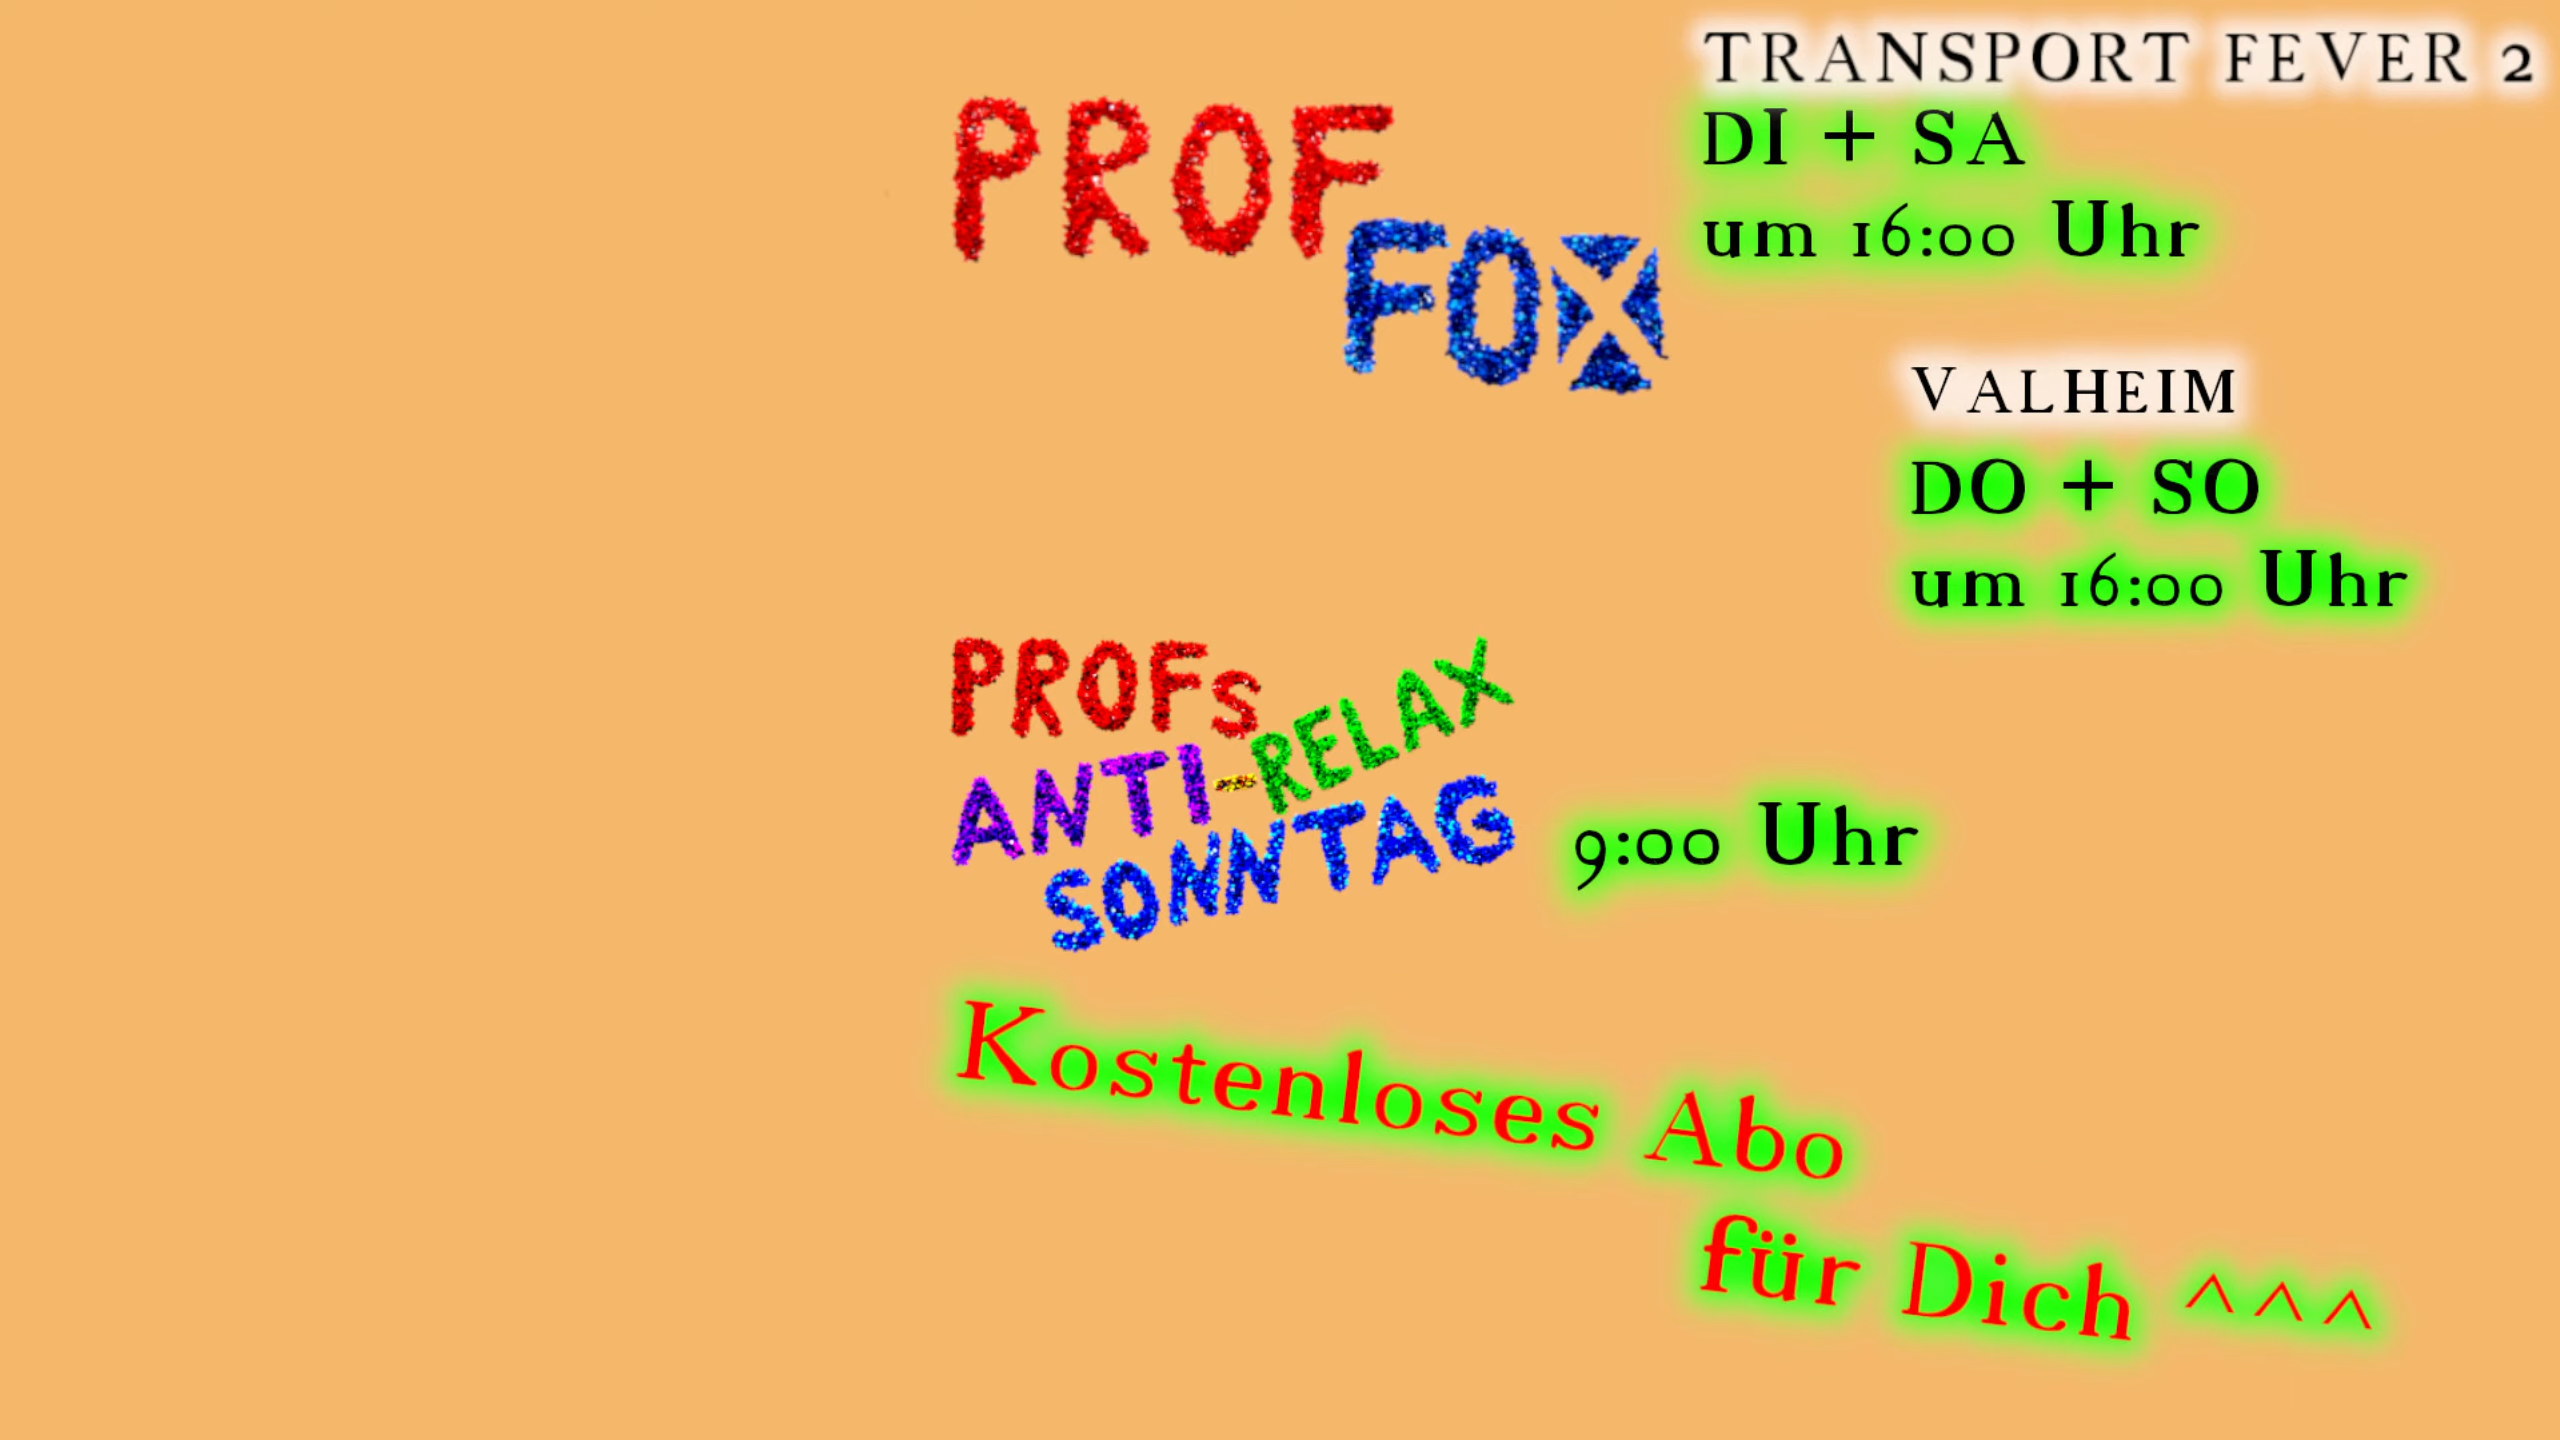 PROF
FOX
TRANSPORT FEVER 2
DI + SA
um 16:00 Uhr
VALHEIM
DO + SO
um 16:00 Uhr
PROFs
ANTI-RELAX
SONNTAG
9:00 Uhr
Kostenloses Abo
für Dich ^^^